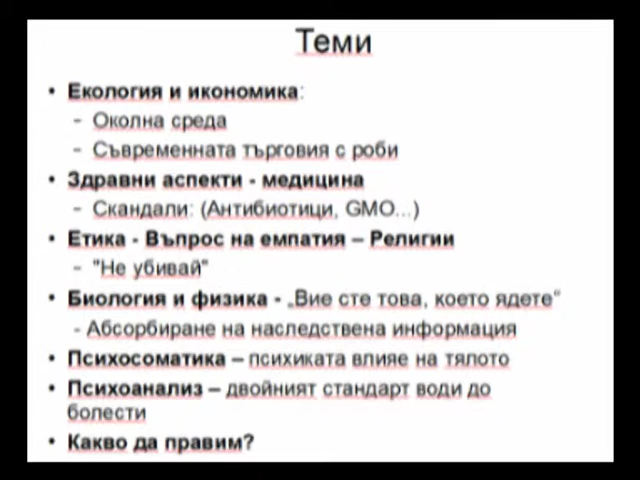 Теми
• Екология и икономика:
- Околна среда
- Съвременната търговия с роби
• Здравни аспекти - медицина
- Скандали: (Антибиотици, GMO...)
• Етика - Въпрос на емпатия – Религии
- "Не убивай"
• Биология и физика - „Вие сте това, което ядете“
- Абсорбиране на наследствена информация
• Психосоматика – психиката влияе на тялото
• Психоанализ – двойният стандарт води до
болести
• Какво да правим?